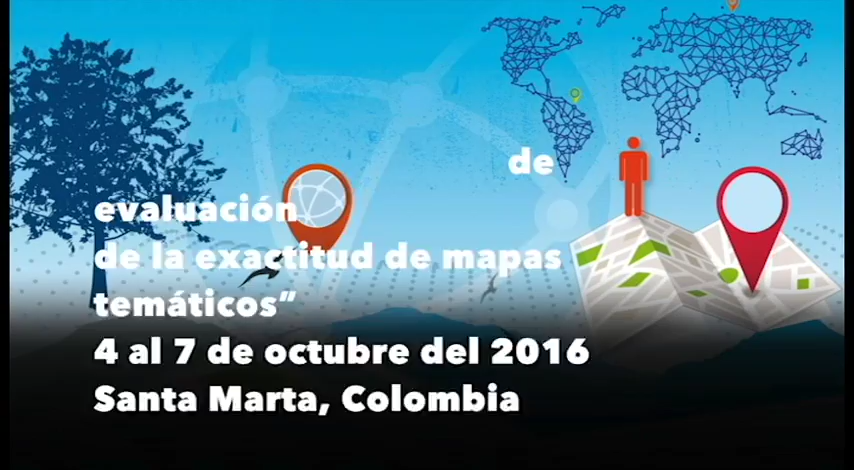 de
evaluación
de la exactitud de mapas
temáticos”
4 al 7 de octubre del 2016
Santa Marta, Colombia